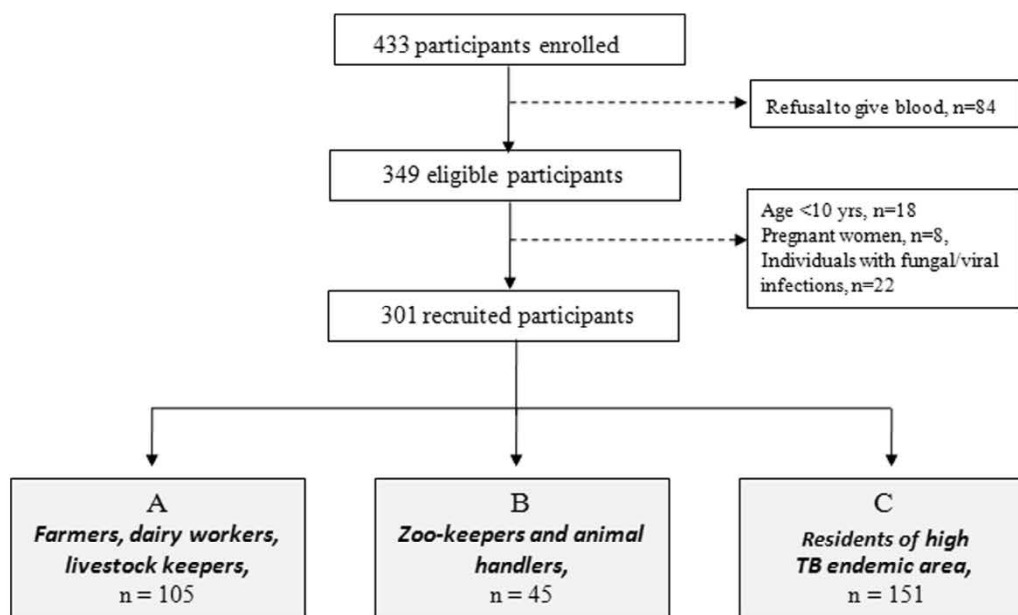 433 participants enrolled
Refusal to give blood, n=84
349 eligible participants
Age <10 yrs, n=18
Pregnant women, n=8,
Individuals with fungal/viral
infections, n=22
301 recruited participants
A
Farmers, dairy workers,
livestock keepers,
n = 105
B
Zoo-keepers and animal
handlers,
n = 45
C
Residents of high
TB endemic area,
n = 151